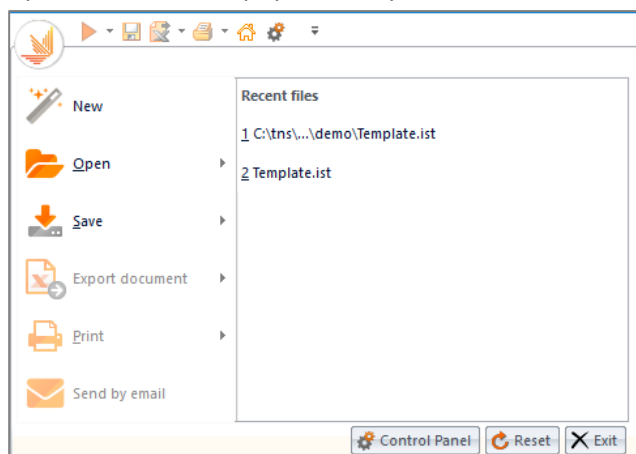 New
Open
Save
Export document
Print
Send by email
Recent files
1 C:\tns\...\demo\Template.ist
2 Template.ist
Control Panel
Reset
Exit